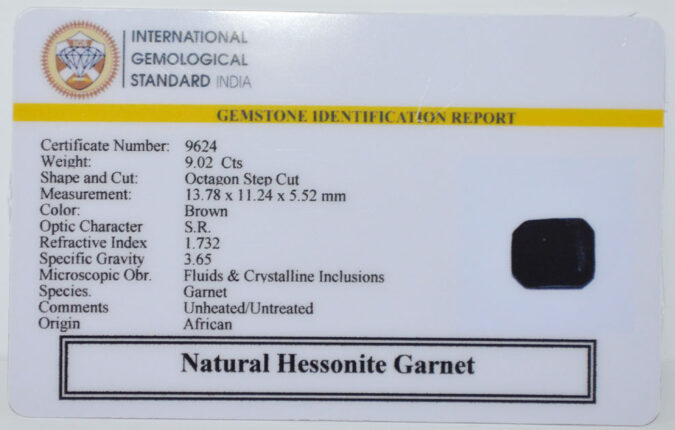 INTERNATIONAL
GEMOLOGICAL
STANDARD INDIA
GEMSTONE IDENTIFICATION REPORT
Certificate Number: 9624
Weight: 9.02 Cts
Shape and Cut: Octagon Step Cut
Measurement: 13.78 x 11.24 x 5.52 mm
Color: Brown
Optic Character S.R.
Refractive Index 1.732
Specific Gravity 3.65
Microscopic Obr. Fluids & Crystalline Inclusions
Species. Garnet
Comments Unheated/Untreated
Origin African
Natural Hessonite Garnet